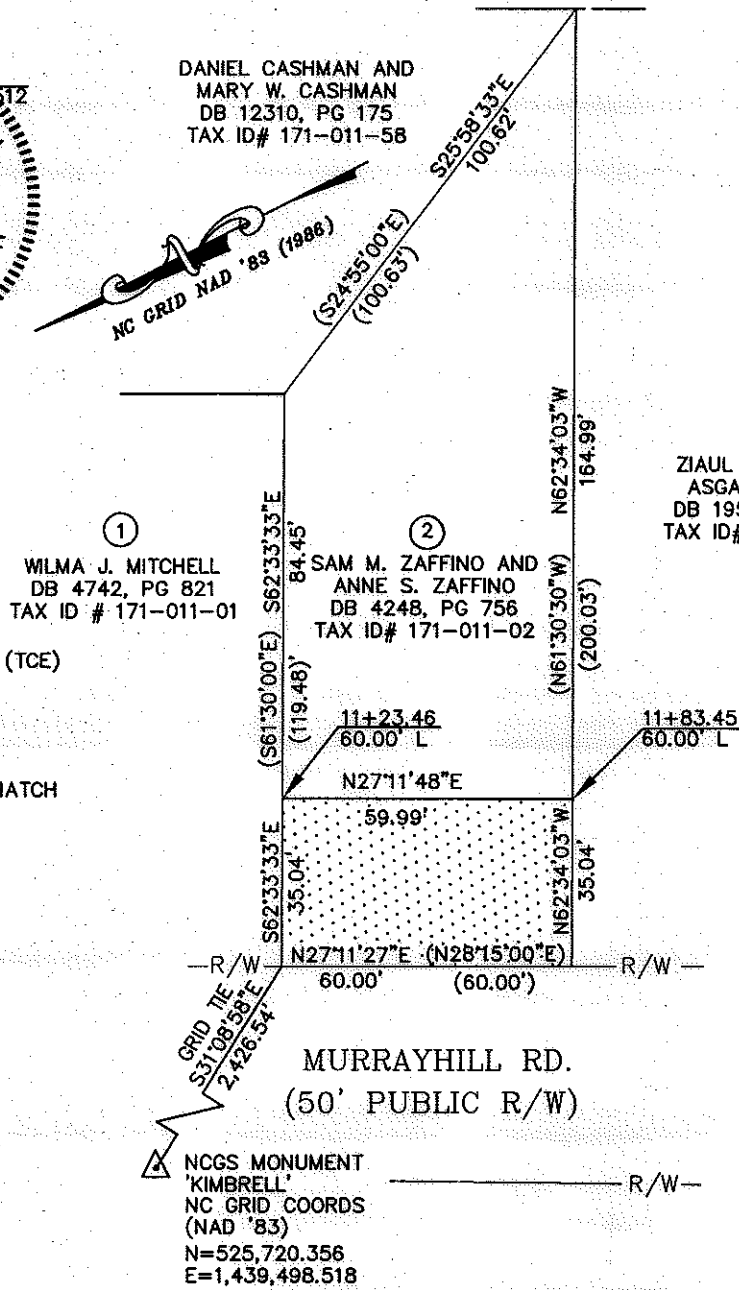 512
DANIEL CASHMAN AND
MARY W. CASHMAN
DB 12310, PG 175
TAX ID# 171-011-58
NC GRID NAD '83 (1986)
S25°58'33"E
100.62'
(S24°55'00"E)
(100.63')
N62°34'03"W
164.99'
(N61°30'30"W)
(200.03')
ZIAUL
ASGA
DB 195
TAX ID#
1
WILMA J. MITCHELL
DB 4742, PG 821
TAX ID # 171-011-01
S62°33'33"E
84.45'
(S61°30'00"E)
(119.48)'
2
SAM M. ZAFFINO AND
ANNE S. ZAFFINO
DB 4248, PG 756
TAX ID# 171-011-02
(TCE)
MATCH
11+23.46
60.00' L
11+83.45
60.00' L
N27°11'48"E
59.99'
S62°33'33"E
35.04'
N62°34'03"W
35.04'
R/W
N27°11'27"E (N28°15'00"E)
R/W
60.00' (60.00')
GRID TIE
S31°08'58"E
2,426.54'
MURRAYHILL RD.
(50' PUBLIC R/W)
NCGS MONUMENT
'KIMBRELL'
NC GRID COORDS
(NAD '83)
N=525,720.356
E=1,439,498.518
R/W